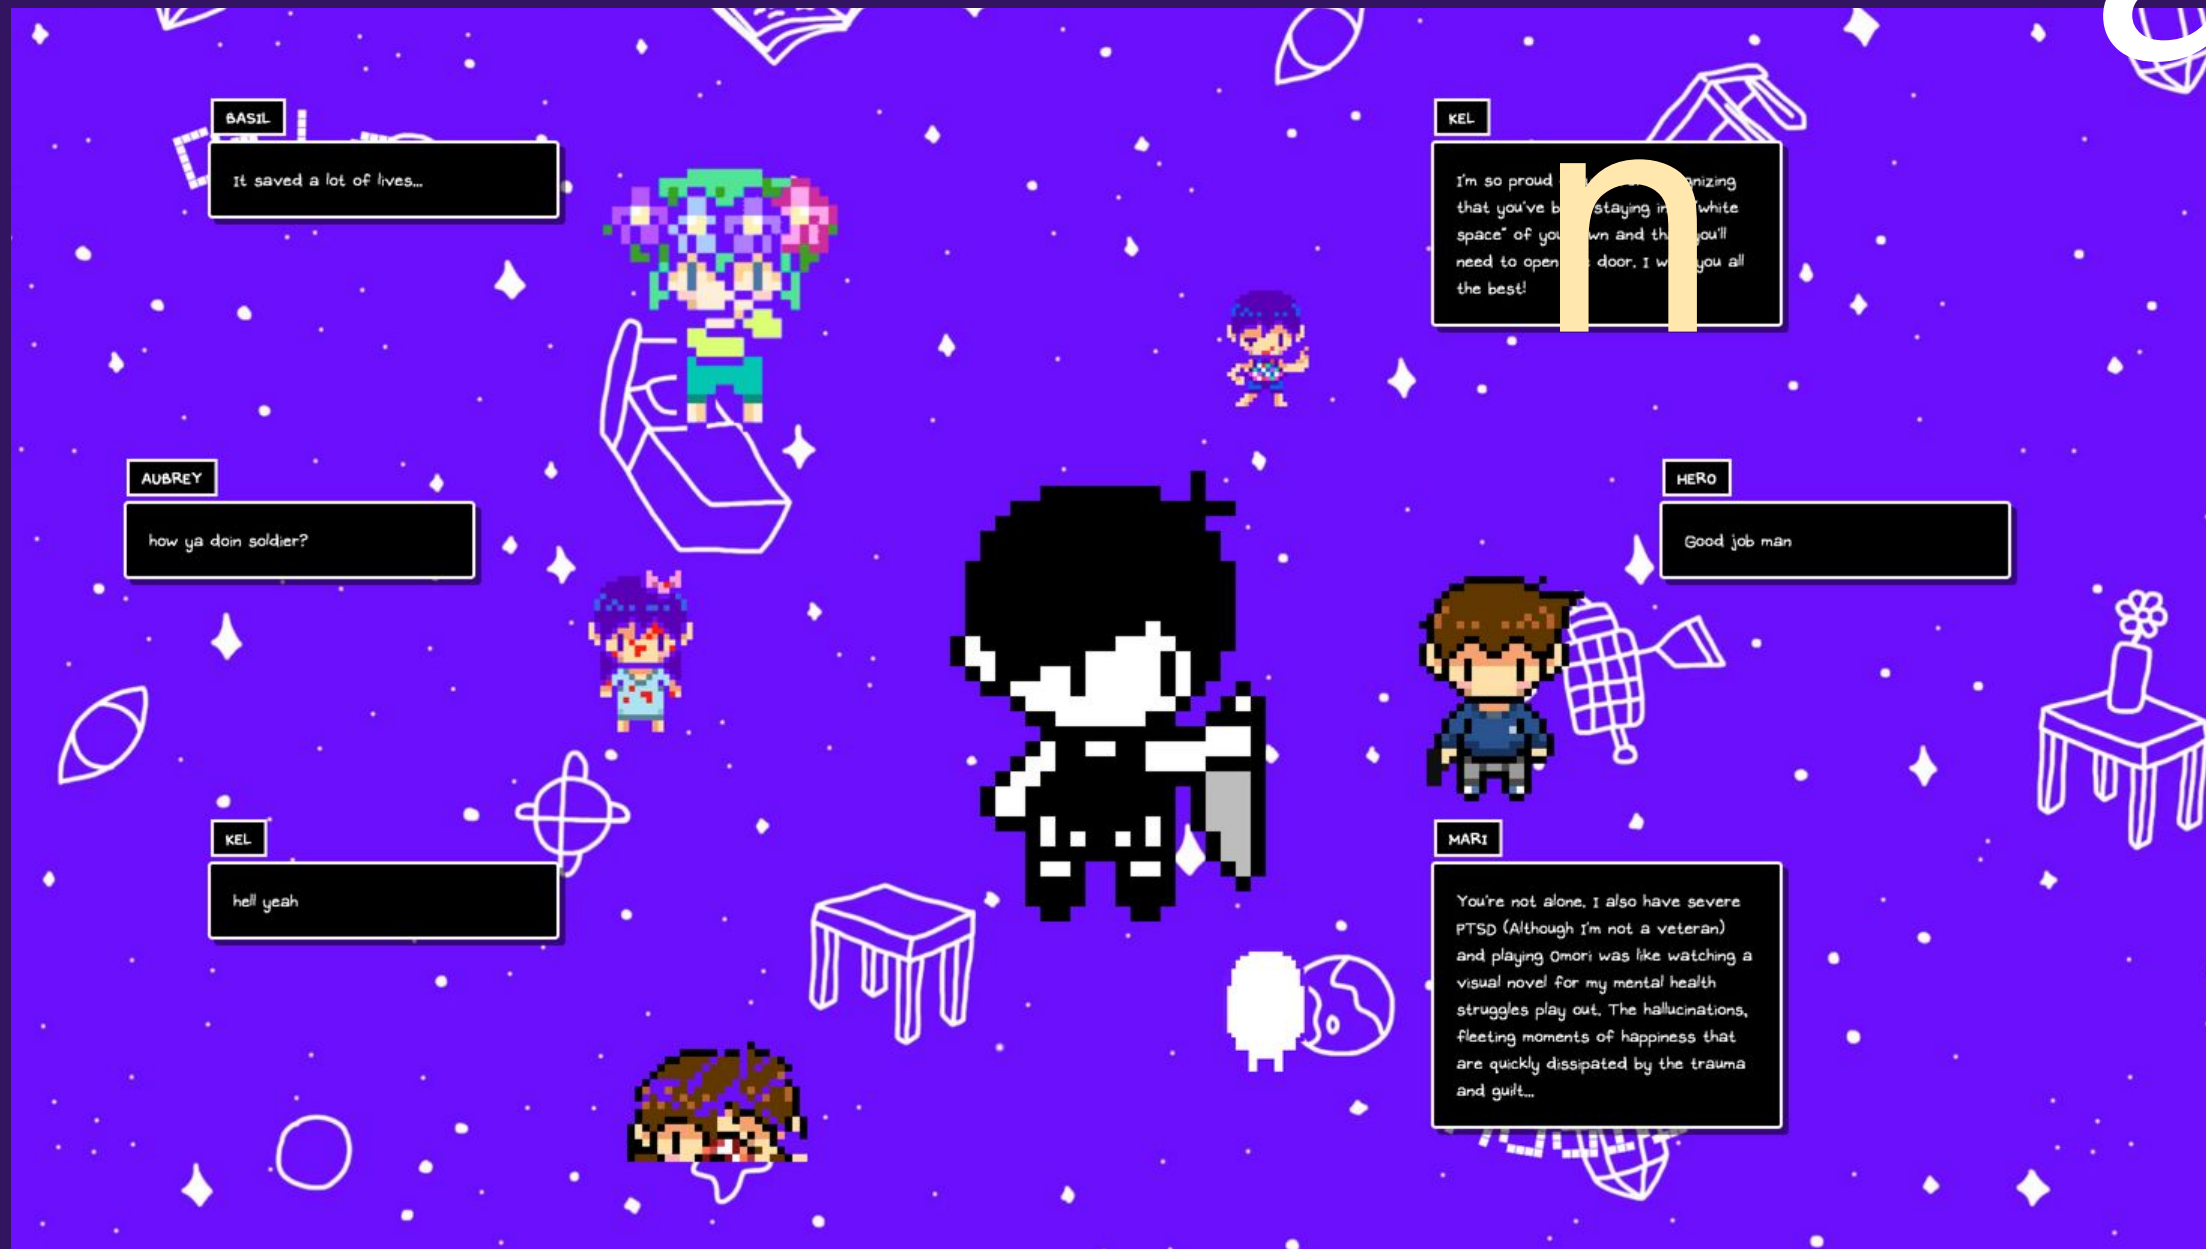 BASIL
It saved a lot of lives...
KEL
I'm so proud
nizing
that you've b staying in white
space" of yo wn and th you'll
need to open door. I w you all
the best!
n
AUBREY
how ya doin soldier?
HERO
Good job man
KEL
hell yeah
MARI
You're not alone. I also have severe
PTSD (Although I'm not a veteran)
and playing Omori was like watching a
visual novel for my mental health
struggles play out. The hallucinations,
fleeting moments of happiness that
are quickly dissipated by the trauma
and guilt...